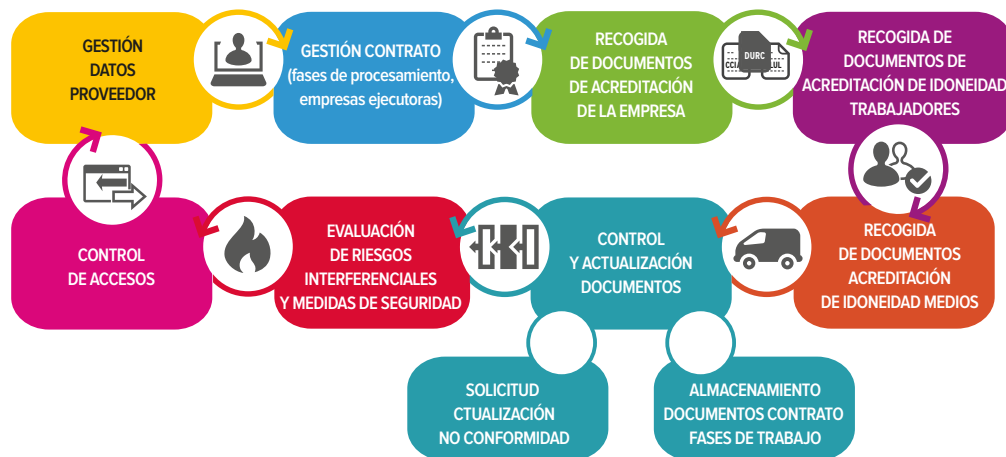 GESTIÓN
DATOS
PROVEEDOR
GESTIÓN CONTRATO
(fases de procesamiento,
empresas ejecutoras)
RECOGIDA
DE DOCUMENTOS
DE ACREDITACIÓN
DE LA EMPRESA
DURC
RECOGIDA DE
DOCUMENTOS DE
ACREDITACIÓN DE IDONEIDAD
TRABAJADORES
CONTROL
DE ACCESOS
EVALUACIÓN
DE RIESGOS
INTERFERENCIALES
Y MEDIDAS DE SEGURIDAD
CONTROL
Y ACTUALIZACIÓN
DOCUMENTOS
RECOGIDA
DE DOCUMENTOS
ACREDITACIÓN
DE IDONEIDAD MEDIOS
SOLICITUD
CTUALIZACIÓN
NO CONFORMIDAD
ALMACENAMIENTO
DOCUMENTOS CONTRATO
FASES DE TRABAJO